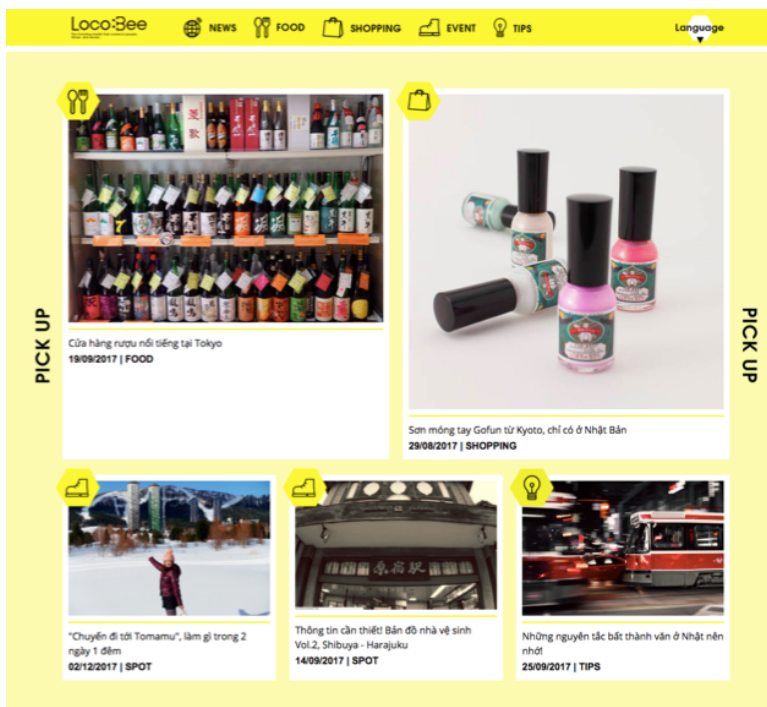 Loco:Bee
NEWS
FOOD
SHOPPING
EVENT
TIPS
Language
PICK UP
Cửa hàng rượu nổi tiếng tại Tokyo
19/09/2017 | FOOD
Sơn móng tay Gofun từ Kyoto, chỉ có ở Nhật Bản
29/08/2017 | SHOPPING
PICK UP
"Chuyến đi tới Tomamu", làm gì trong 2
ngày 1 đêm
02/12/2017 | SPOT
原宿駅
Thông tin cần thiết! Bản đồ nhà vệ sinh
Vol.2, Shibuya - Harajuku
14/09/2017 | SPOT
Những nguyên tắc bất thành văn ở Nhật nên
nhớ!
25/09/2017 | TIPS